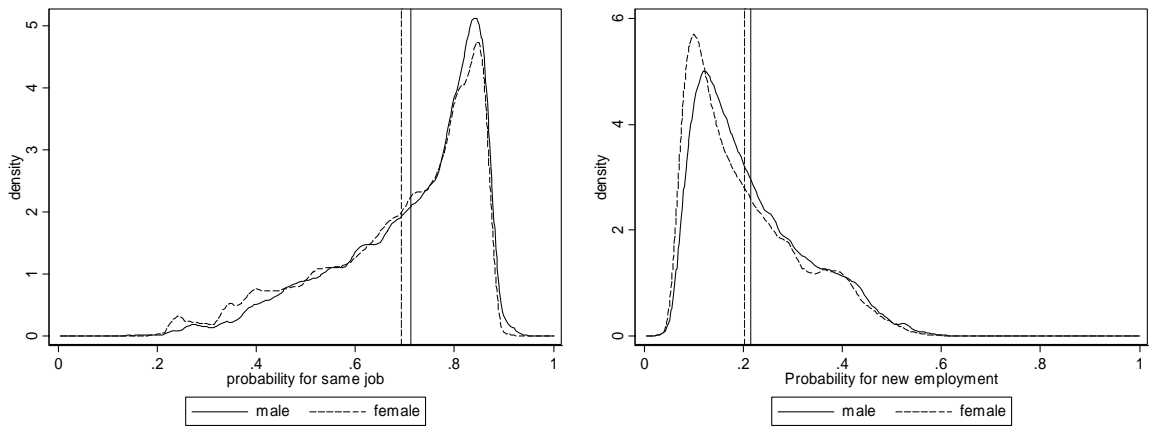 5
4
3
2
1
0
density
0 .2 .4 .6 .8 1
probability for same job
male female
6
4
2
0
density
0 .2 .4 .6 .8 1
Probability for new employment
male female